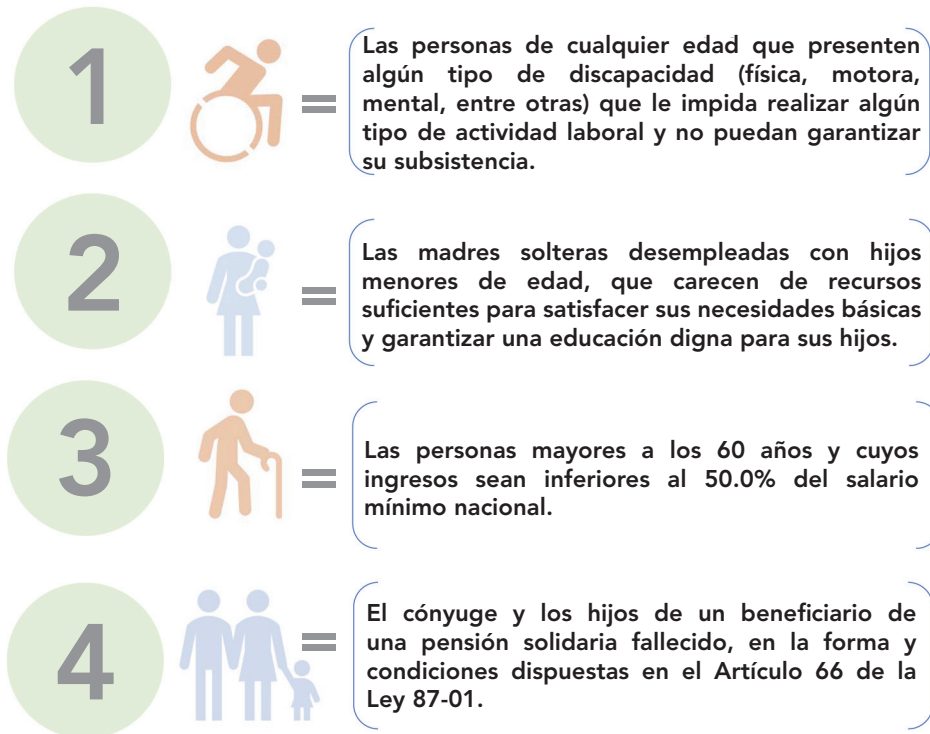 1
=
Las personas de cualquier edad que presenten
algún tipo de discapacidad (física, motora,
mental, entre otras) que le impida realizar algún
tipo de actividad laboral y no puedan garantizar
su subsistencia.
2
=
Las madres solteras desempleadas con hijos
menores de edad, que carecen de recursos
suficientes para satisfacer sus necesidades básicas
y garantizar una educación digna para sus hijos.
3
=
Las personas mayores a los 60 años y cuyos
ingresos sean inferiores al 50.0% del salario
mínimo nacional.
4
=
El cónyuge y los hijos de un beneficiario de
una pensión solidaria fallecido, en la forma y
condiciones dispuestas en el Artículo 66 de la
Ley 87-01.